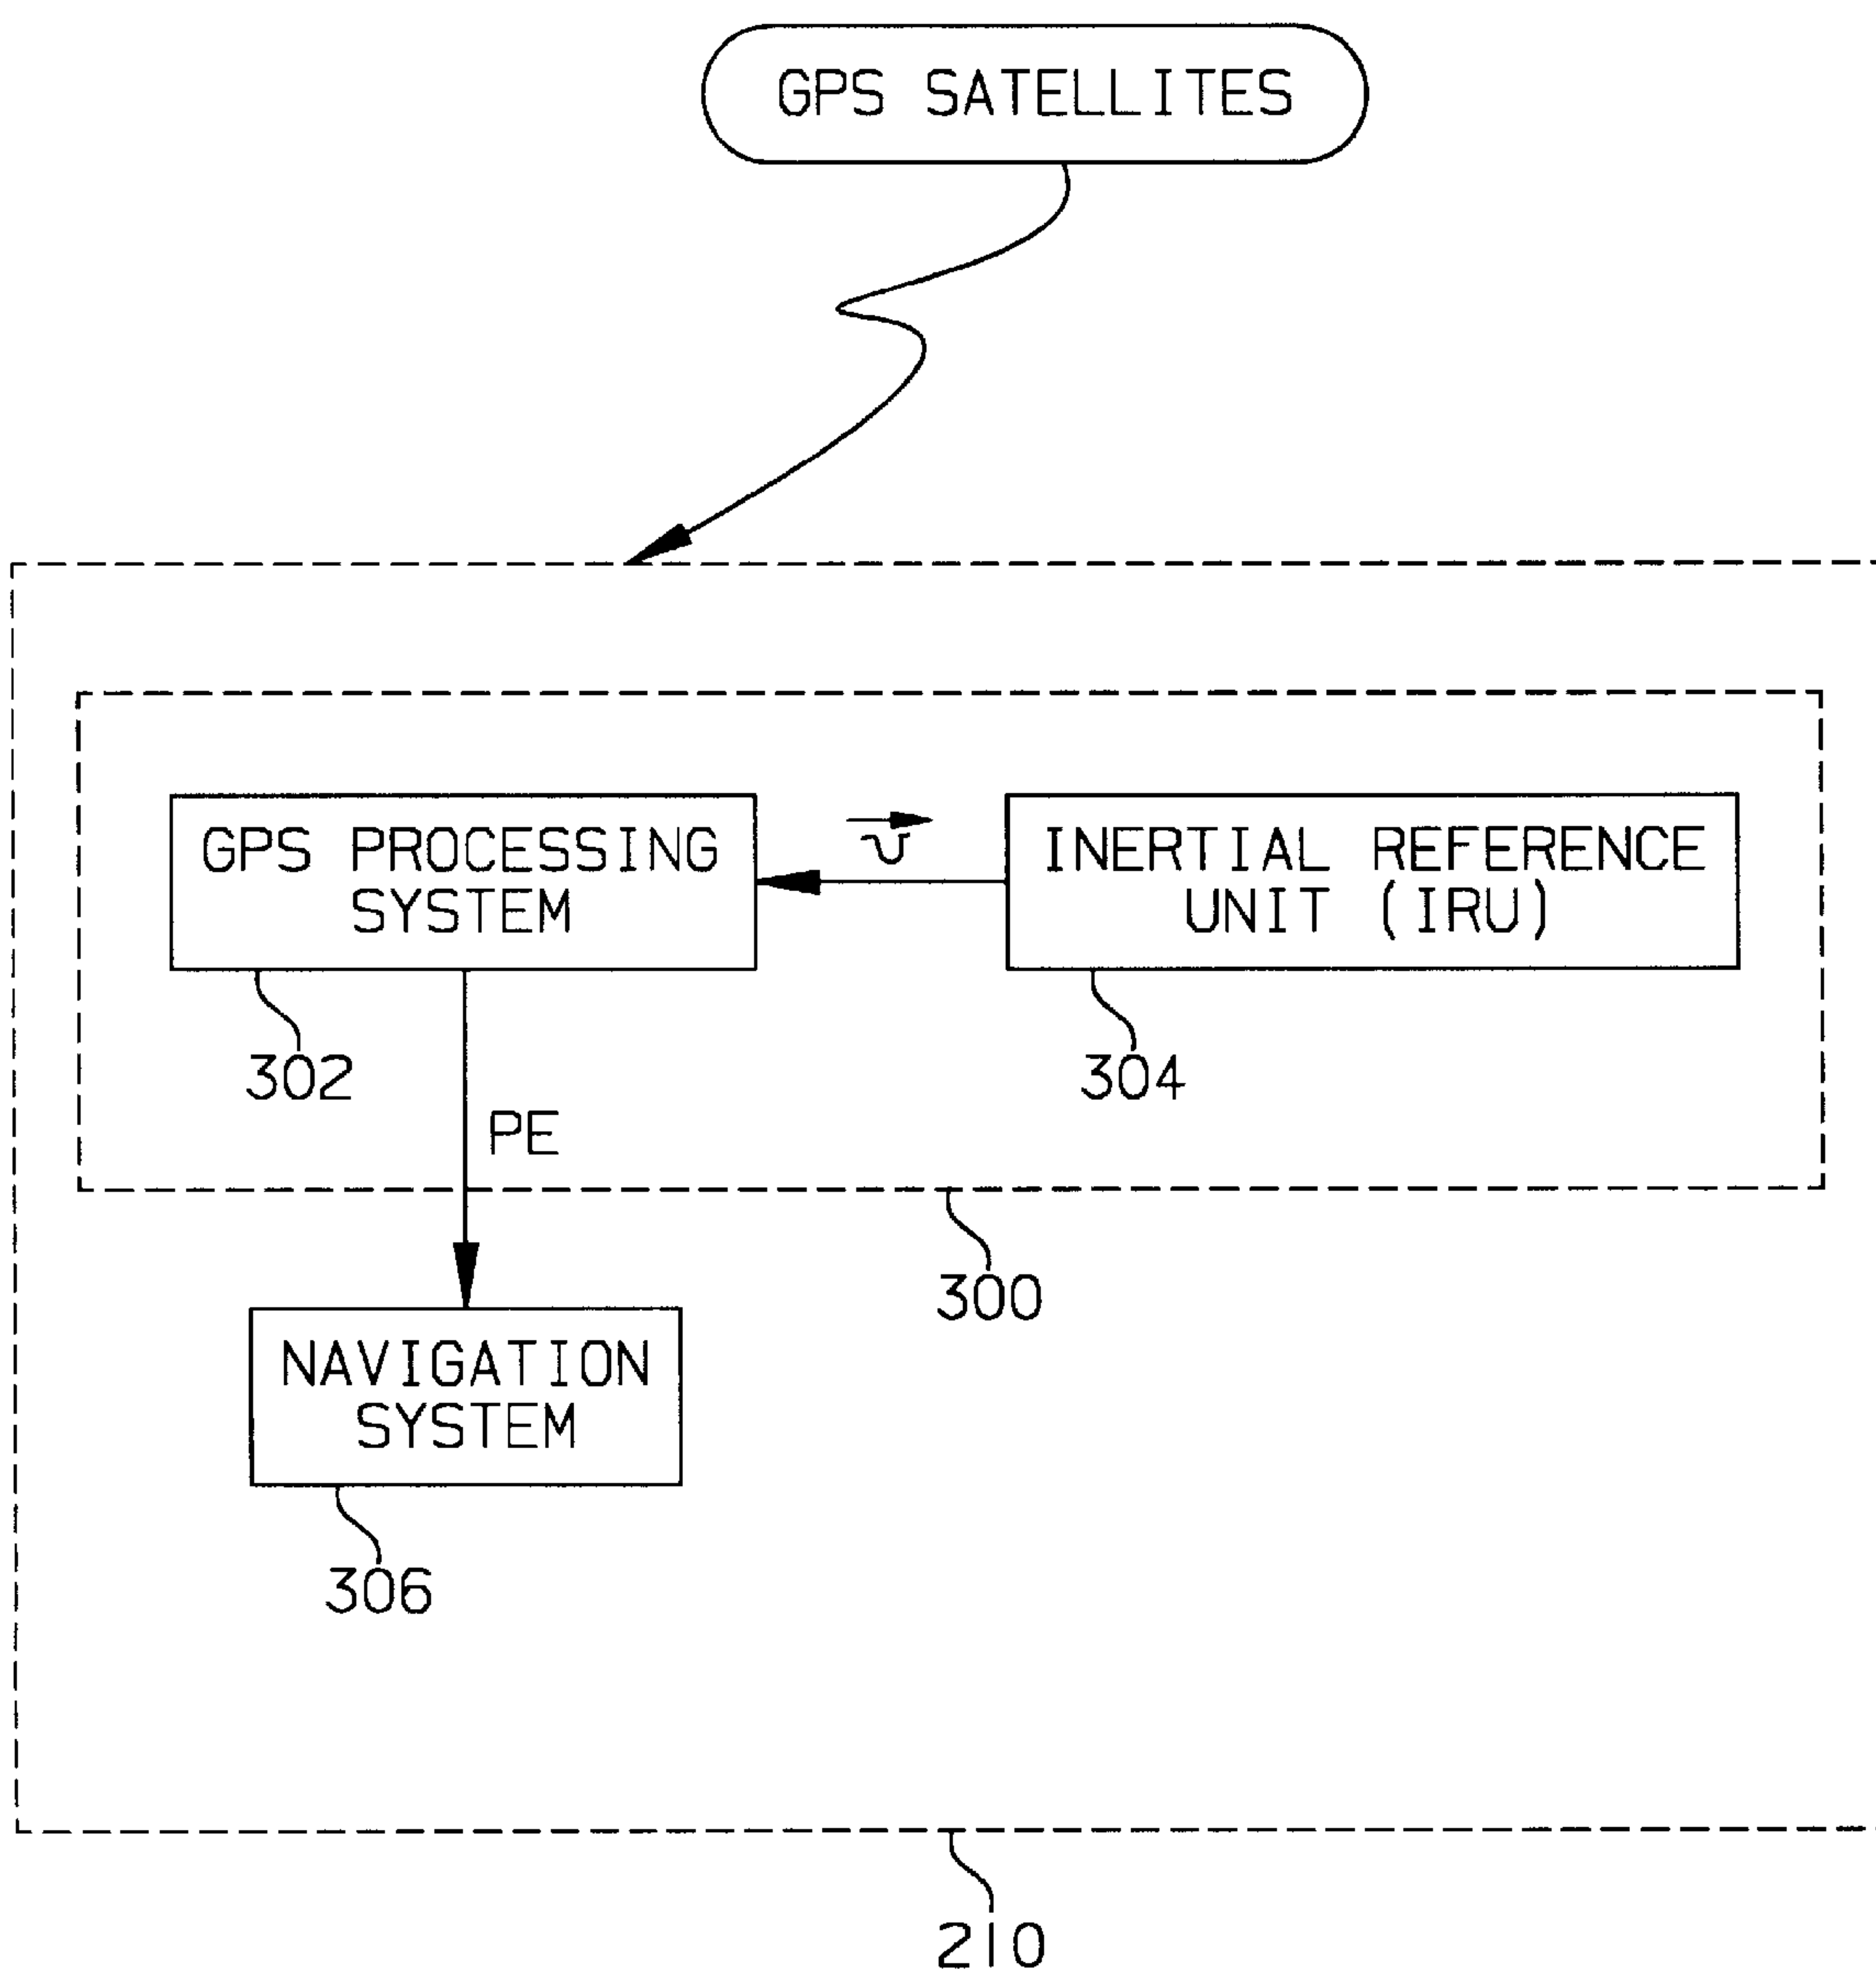 GPS SATELLITES
GPS PROCESSING
SYSTEM
v
INERTIAL REFERENCE
UNIT (IRU)
302
304
PE
300
NAVIGATION
SYSTEM
306
210